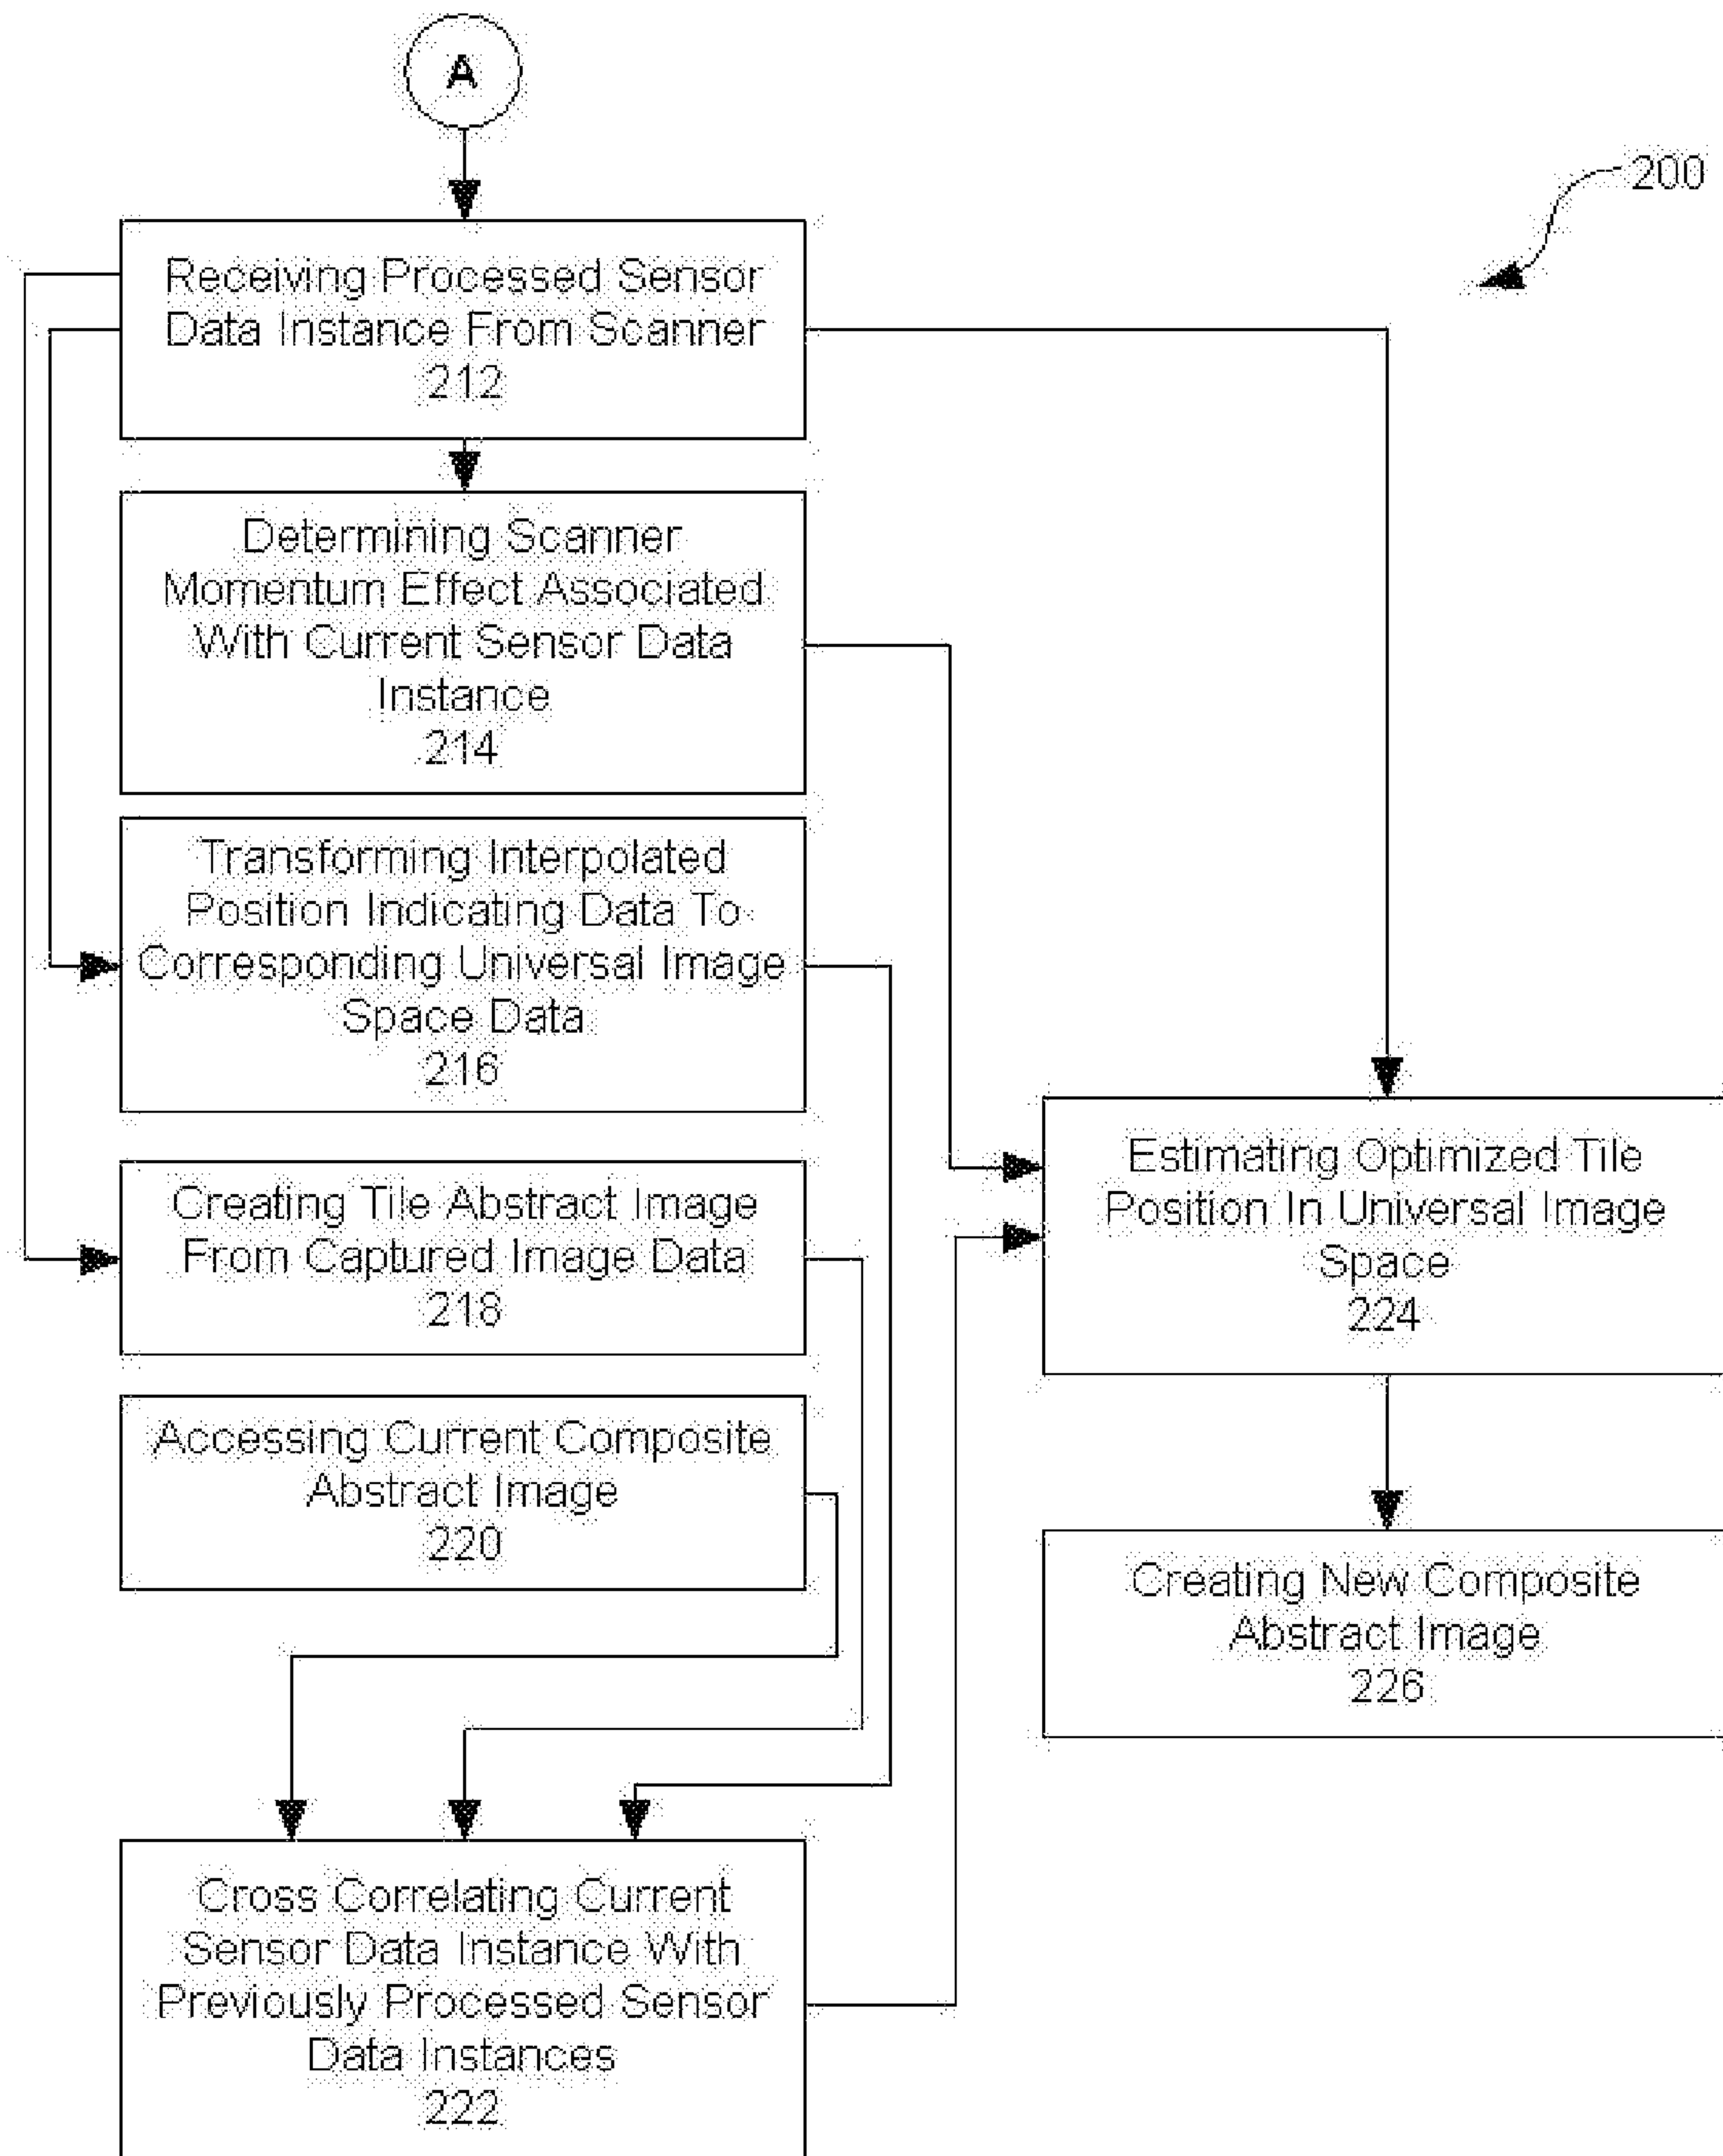 A
200
Receiving Processed Sensor
Data Instance From Scanner
212
Determining Scanner
Momentum Effect Associated
With Current Sensor Data
Instance
214
Transforming Interpolated
Position Indicating Data To
Corresponding Universal Image
Space Data
216
Creating Tile Abstract Image
From Captured Image Data
218
Accessing Current Composite
Abstract Image
220
Cross Correlating Current
Sensor Data Instance With
Previously Processed Sensor
Data Instances
222
Estimating Optimized Tile
Position In Universal Image
Space
224
Creating New Composite
Abstract Image
226